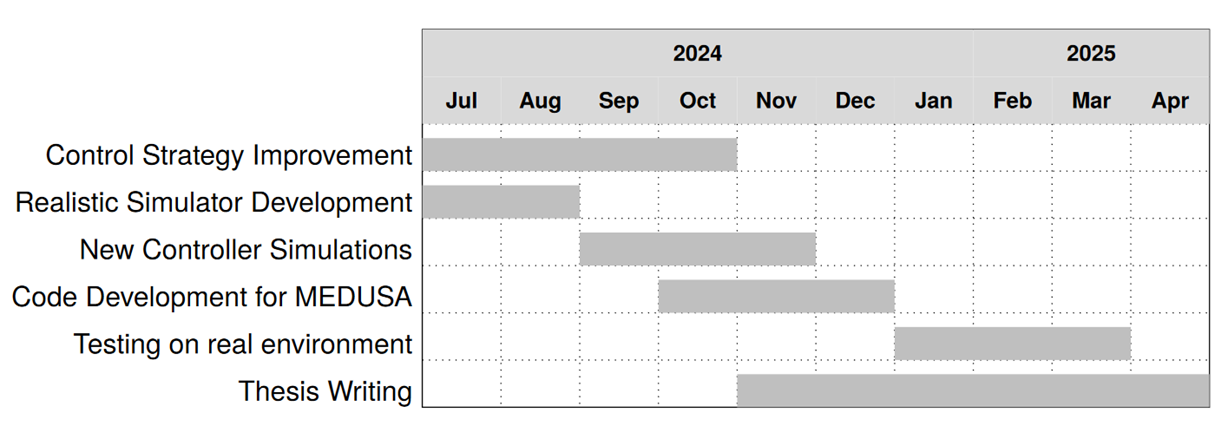 2024 2025
Jul Aug Sep Oct Nov Dec Jan Feb Mar Apr
Control Strategy Improvement
Realistic Simulator Development
New Controller Simulations
Code Development for MEDUSA
Testing on real environment
Thesis Writing